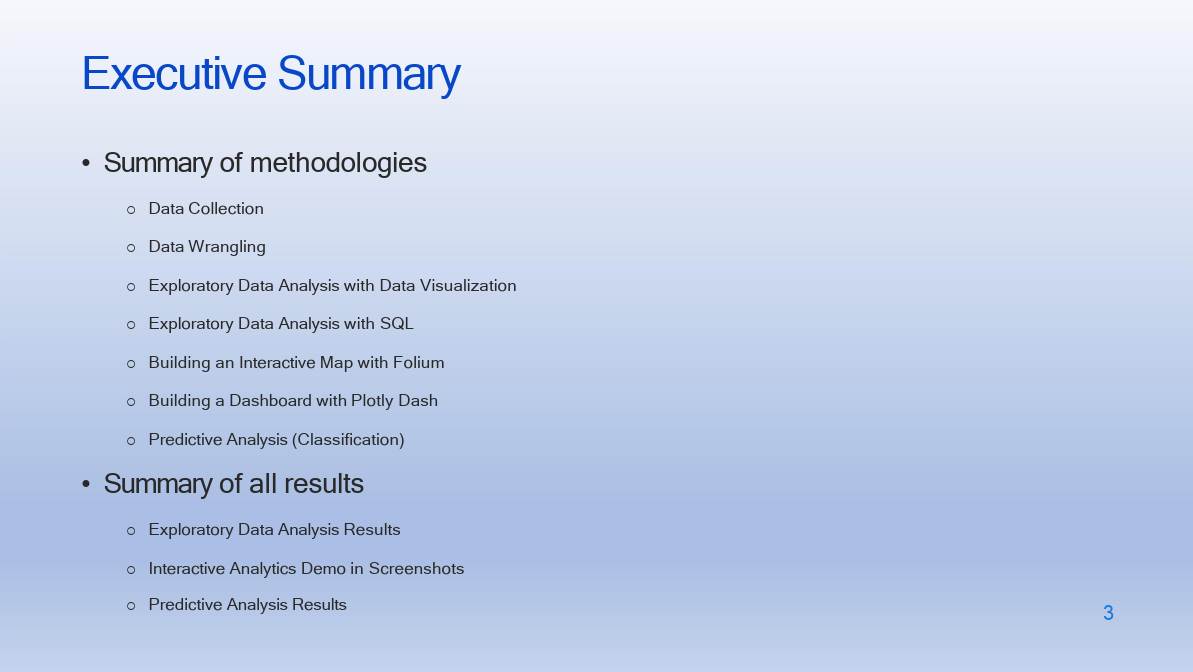 Executive Summary
• Summary of methodologies
○ Data Collection
○ Data Wrangling
○ Exploratory Data Analysis with Data Visualization
○ Exploratory Data Analysis with SQL
○ Building an Interactive Map with Folium
○ Building a Dashboard with Plotly Dash
○ Predictive Analysis (Classification)
• Summary of all results
○ Exploratory Data Analysis Results
○ Interactive Analytics Demo in Screenshots
○ Predictive Analysis Results
3